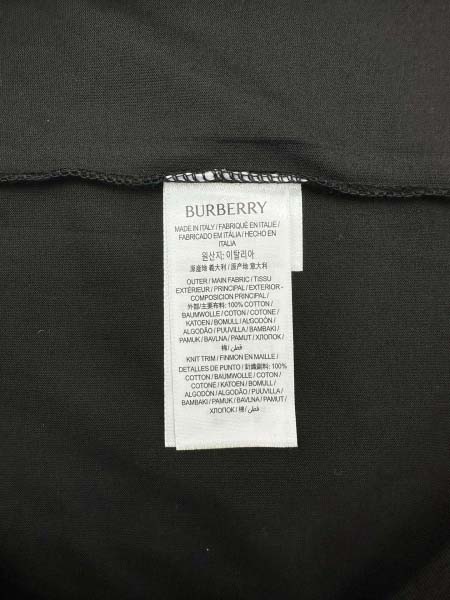 BURBERRY
MADE IN ITALY / FABRIQUÉ EN ITALIE /
FABRICADO EM ITÁLIA / HECHO EN
ITALIA
원산지: 이탈리아
原産地 義大利 / 原产地 意大利
OUTER / MAIN FABRIC / TISSU
EXTÉRIEUR / PRINCIPAL / EXTERIOR -
COMPOSICION PRINCIPAL /
外部/主要布料: 100% COTTON /
BAUMWOLLE / COTON / COTONE /
KATOEN / BOMULL / ALGODÓN /
ALGODÃO / PUUVILLA / BAMBAKI /
PAMUK / BAVLNA / PAMUT / ХЛОПОК /
棉 / قطن /
KNIT TRIM / FINMON EN MAILLE /
DETALLES DE PUNTO / 針織副料: 100%
COTTON / BAUMWOLLE / COTON /
COTONE / KATOEN / BOMULL /
ALGODÓN / ALGODÃO / PUUVILLA /
BAMBAKI / PAMUK / BAVLNA / PAMUT /
ХЛОПОК / 棉 / قطن /